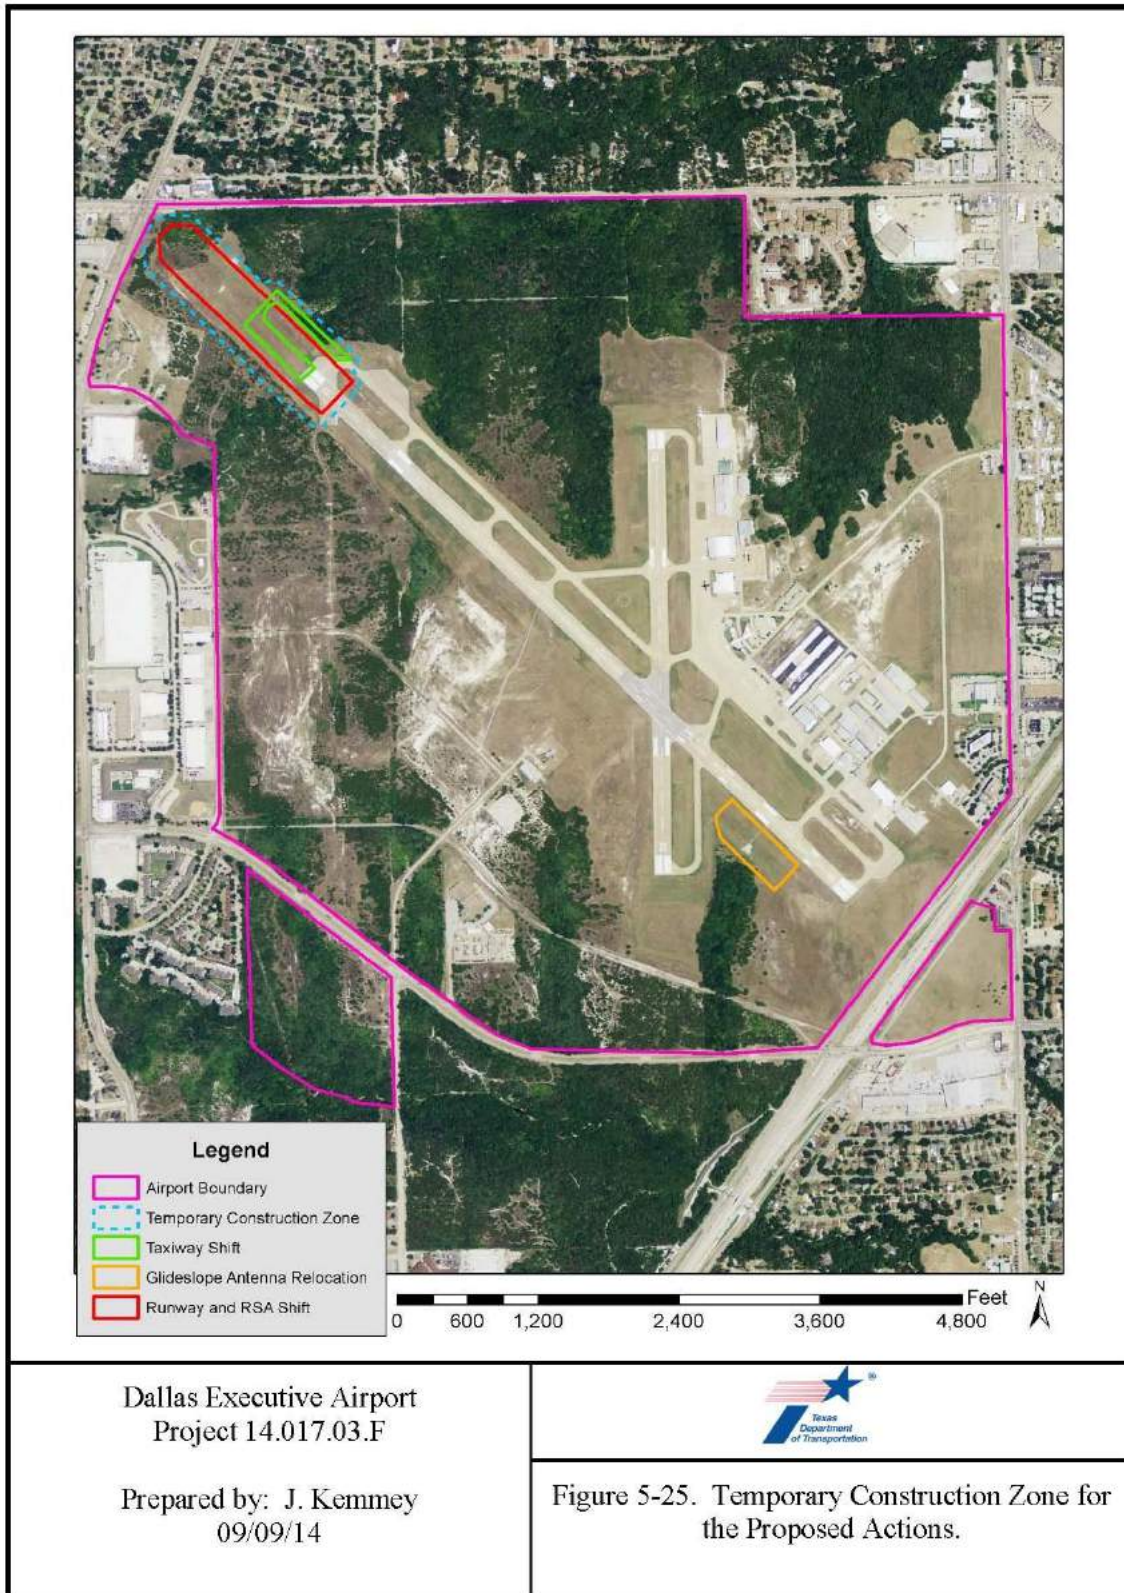 Legend
Airport Boundary
Temporary Construction Zone
Taxiway Shift
Glideslope Antenna Relocation
Runway and RSA Shift
N
Feet
0 600 1,200 2,400 3,600 4,800
Dallas Executive Airport
Project 14.017.03.F
Prepared by: J. Kemmey
09/09/14
®
Texas
Department
of Transportation
Figure 5-25. Temporary Construction Zone for
the Proposed Actions.